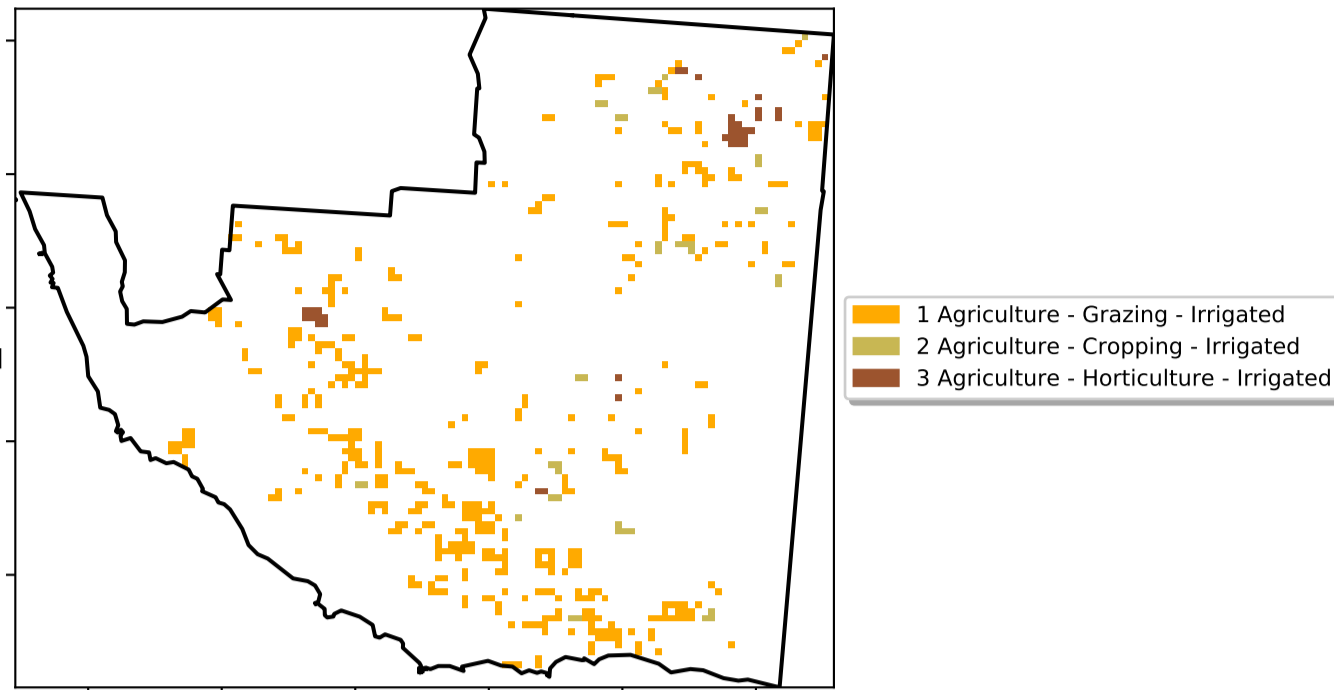 1 Agriculture - Grazing - Irrigated
2 Agriculture - Cropping - Irrigated
3 Agriculture - Horticulture - Irrigated